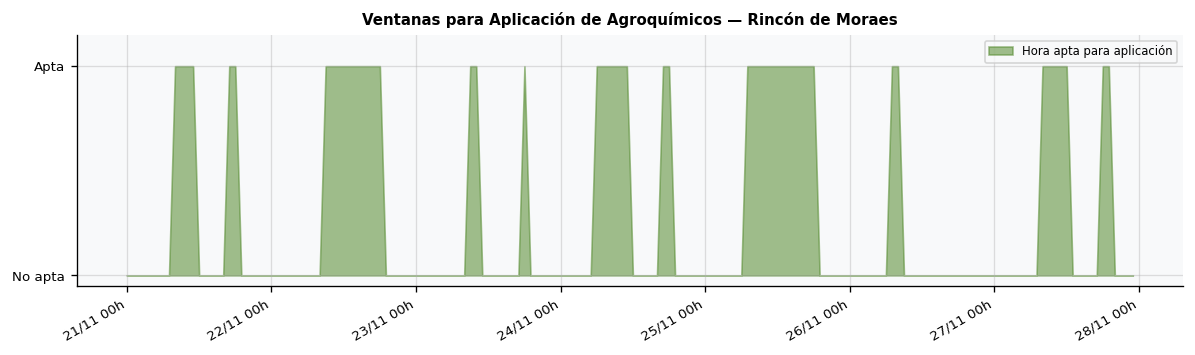 Ventanas para Aplicación de Agroquímicos — Rincón de Moraes
Hora apta para aplicación
Apta
No apta
21/11 00h
22/11 00h
23/11 00h
24/11 00h
25/11 00h
26/11 00h
27/11 00h
28/11 00h